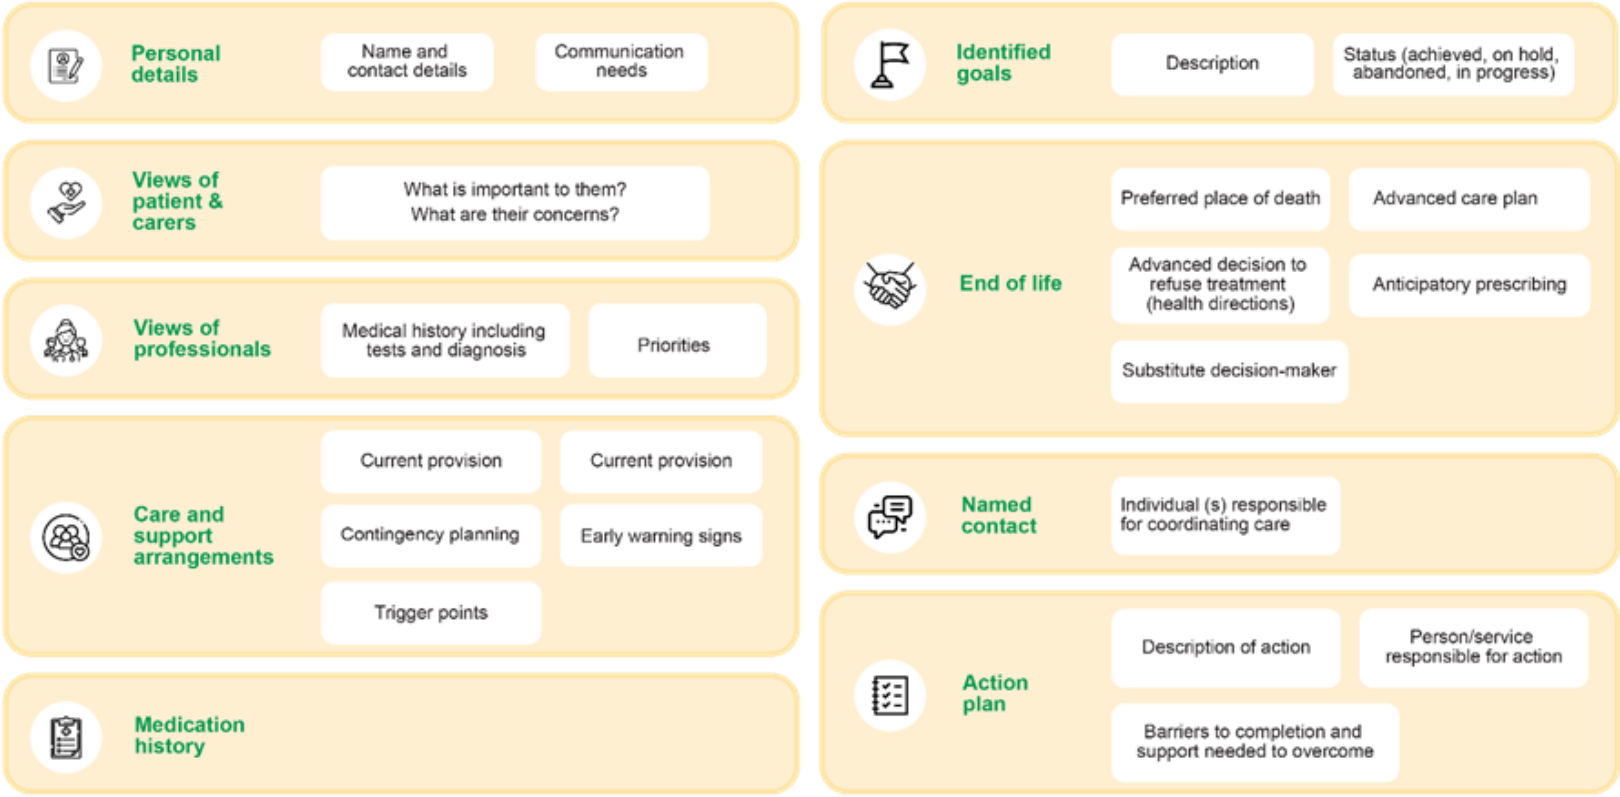 Personal
details
Name and
contact details
Communication
needs
Views of
patient &
carers
What is important to them?
What are their concerns?
Views of
professionals
Medical history including
tests and diagnosis
Priorities
Care and
support
arrangements
Current provision
Current provision
Contingency planning
Early warning signs
Trigger points
Medication
history
Identified
goals
Description
Status (achieved, on hold,
abandoned, in progress)
End of life
Preferred place of death
Advanced care plan
Advanced decision to
refuse treatment
(health directions)
Anticipatory prescribing
Substitute decision-maker
Named
contact
Individual (s) responsible
for coordinating care
Action
plan
Description of action
Person/service
responsible for action
Barriers to completion and
support needed to overcome